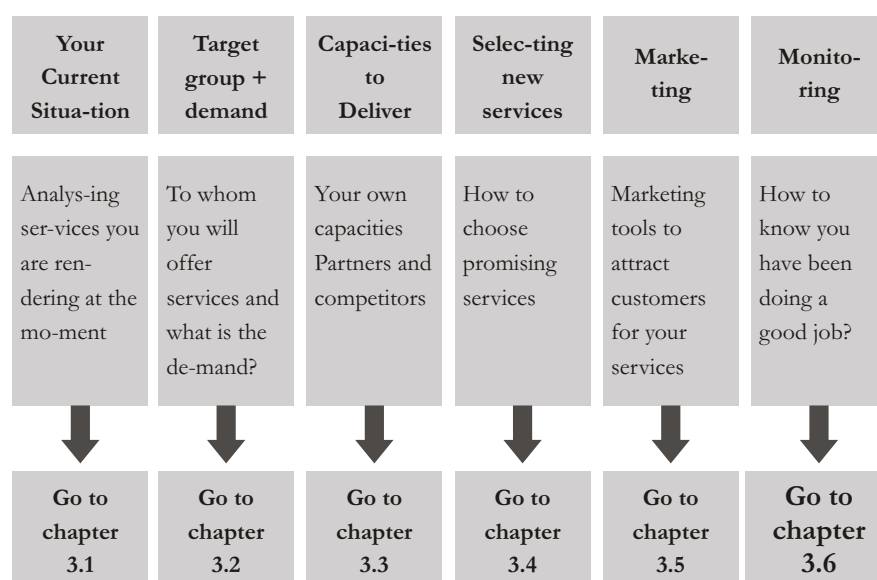 Your
Current
Situa-tion
Target
group +
demand
Capaci-ties
to
Deliver
Selec-ting
new
services
Marke-
ting
Monito-
ring
Analys-ing
ser-vices you
are ren-
dering at the
mo-ment
To whom
you will
offer
services and
what is the
de-mand?
Your own
capacities
Partners and
competitors
How to
choose
promising
services
Marketing
tools to
attract
customers
for your
services
How to
know you
have been
doing a
good job?
Go to
chapter
3.1
Go to
chapter
3.2
Go to
chapter
3.3
Go to
chapter
3.4
Go to
chapter
3.5
Go to
chapter
3.6